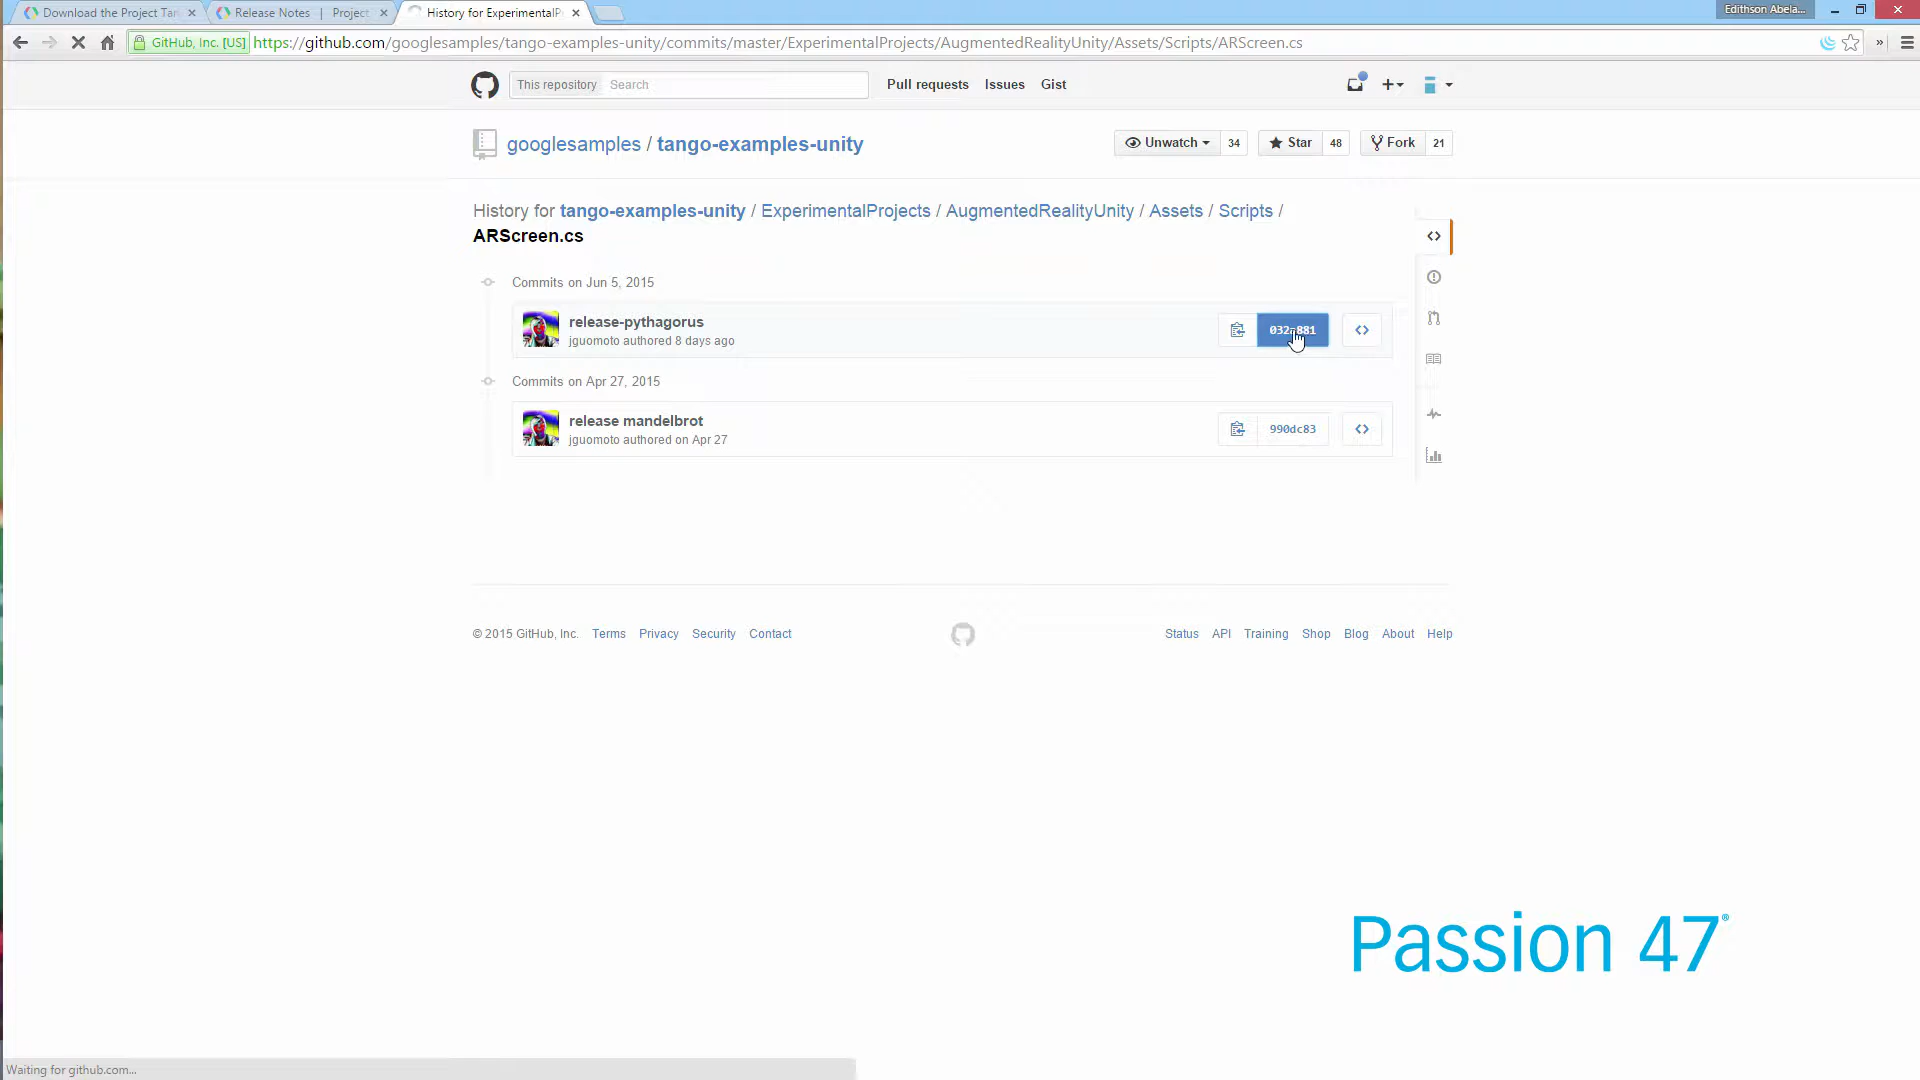 Download the Project Tan
Release Notes | Project
History for ExperimentalP
Edithson Abela...
GitHub, Inc. [US]
https://github.com/googlesamples/tango-examples-unity/commits/master/ExperimentalProjects/AugmentedRealityUnity/Assets/Scripts/ARScreen.cs
This repository Search
Pull requests Issues Gist
googlesamples / tango-examples-unity
Unwatch 34 Star 48 Fork 21
History for tango-examples-unity / ExperimentalProjects / AugmentedRealityUnity / Assets / Scripts /
ARScreen.cs
Commits on Jun 5, 2015
release-pythagorus
jguomoto authored 8 days ago
Commits on Apr 27, 2015
release mandelbrot
jguomoto authored on Apr 27
990dc83
© 2015 GitHub, Inc. Terms Privacy Security Contact
Status API Training Shop Blog About Help
Passion 47®
Waiting for github.com...